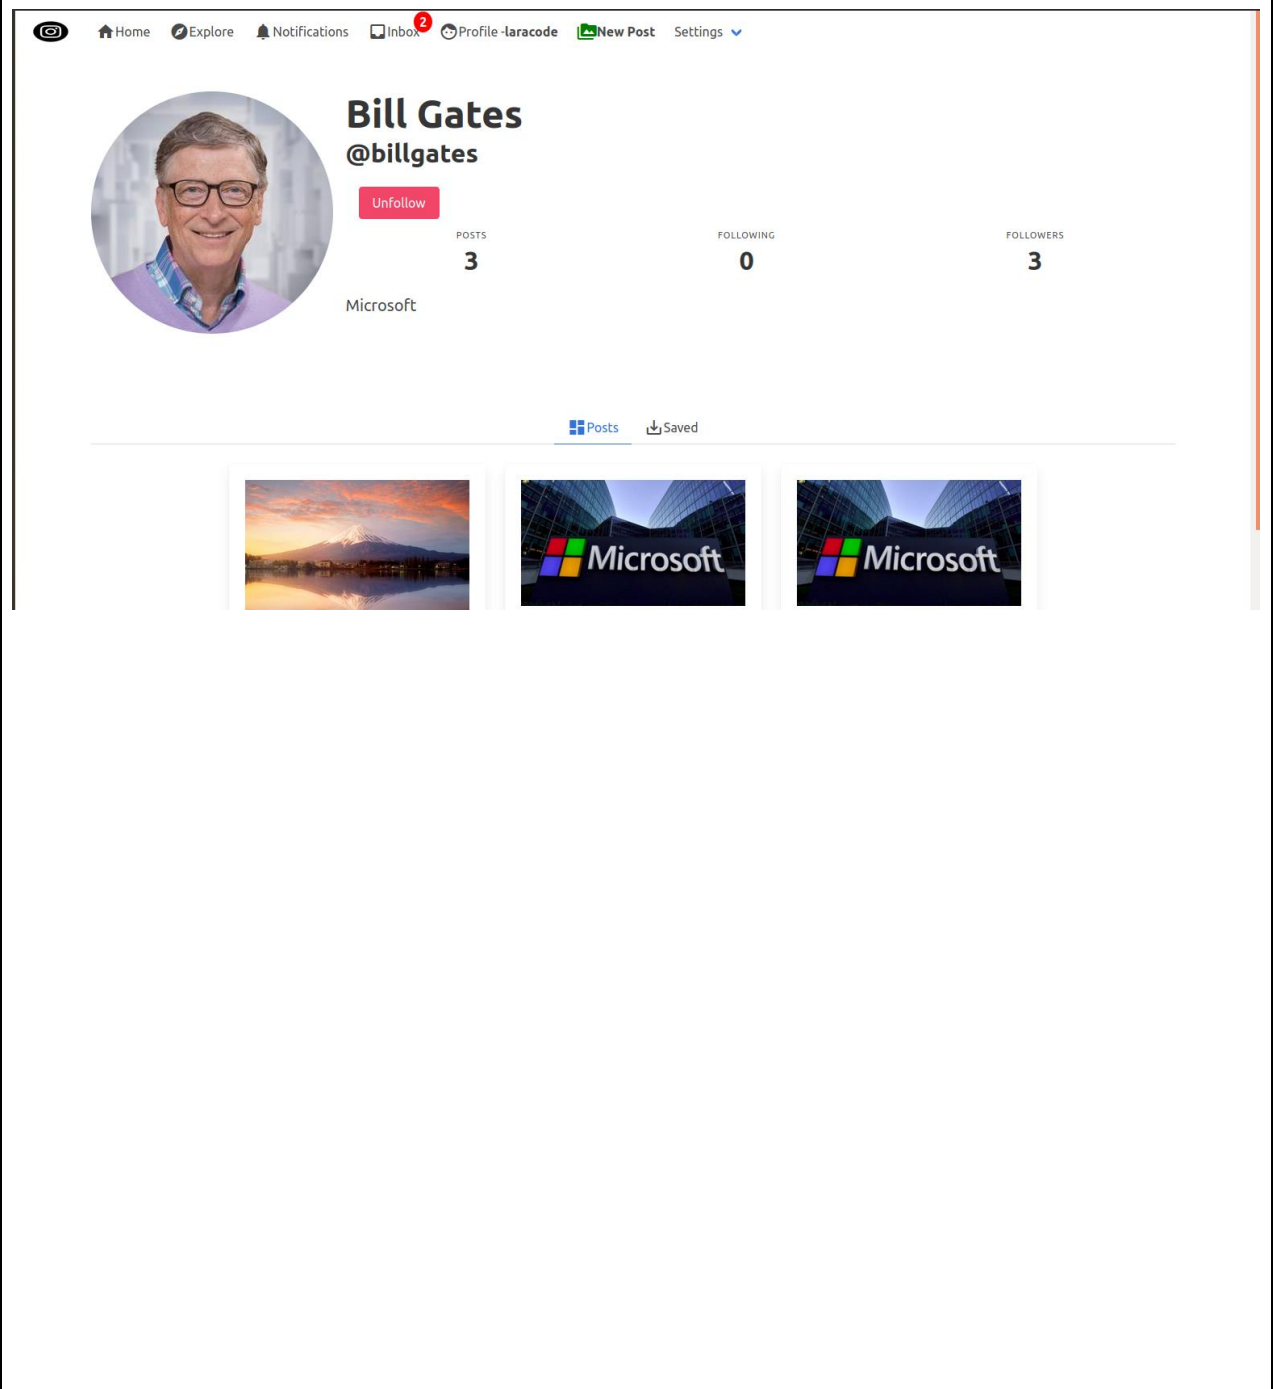 Home Explore Notifications Inbox 2 Profile -laracode New Post Settings
Bill Gates
@billgates
Unfollow
POSTS FOLLOWING FOLLOWERS
3 0 3
Microsoft
Posts Saved
Microsoft Microsoft